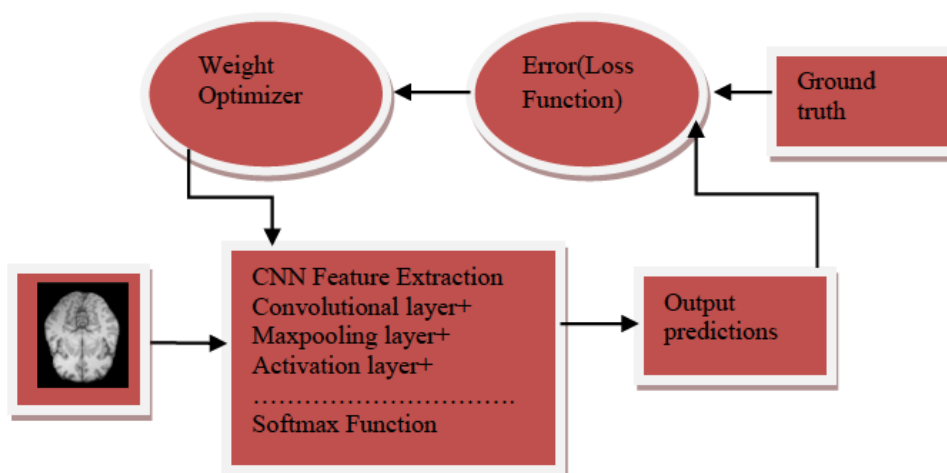 Weight
Optimizer
Error(Loss
Function)
Ground
truth
CNN Feature Extraction
Convolutional layer+
Maxpooling layer+
Activation layer+
…………………………….
Softmax Function
Output
predictions